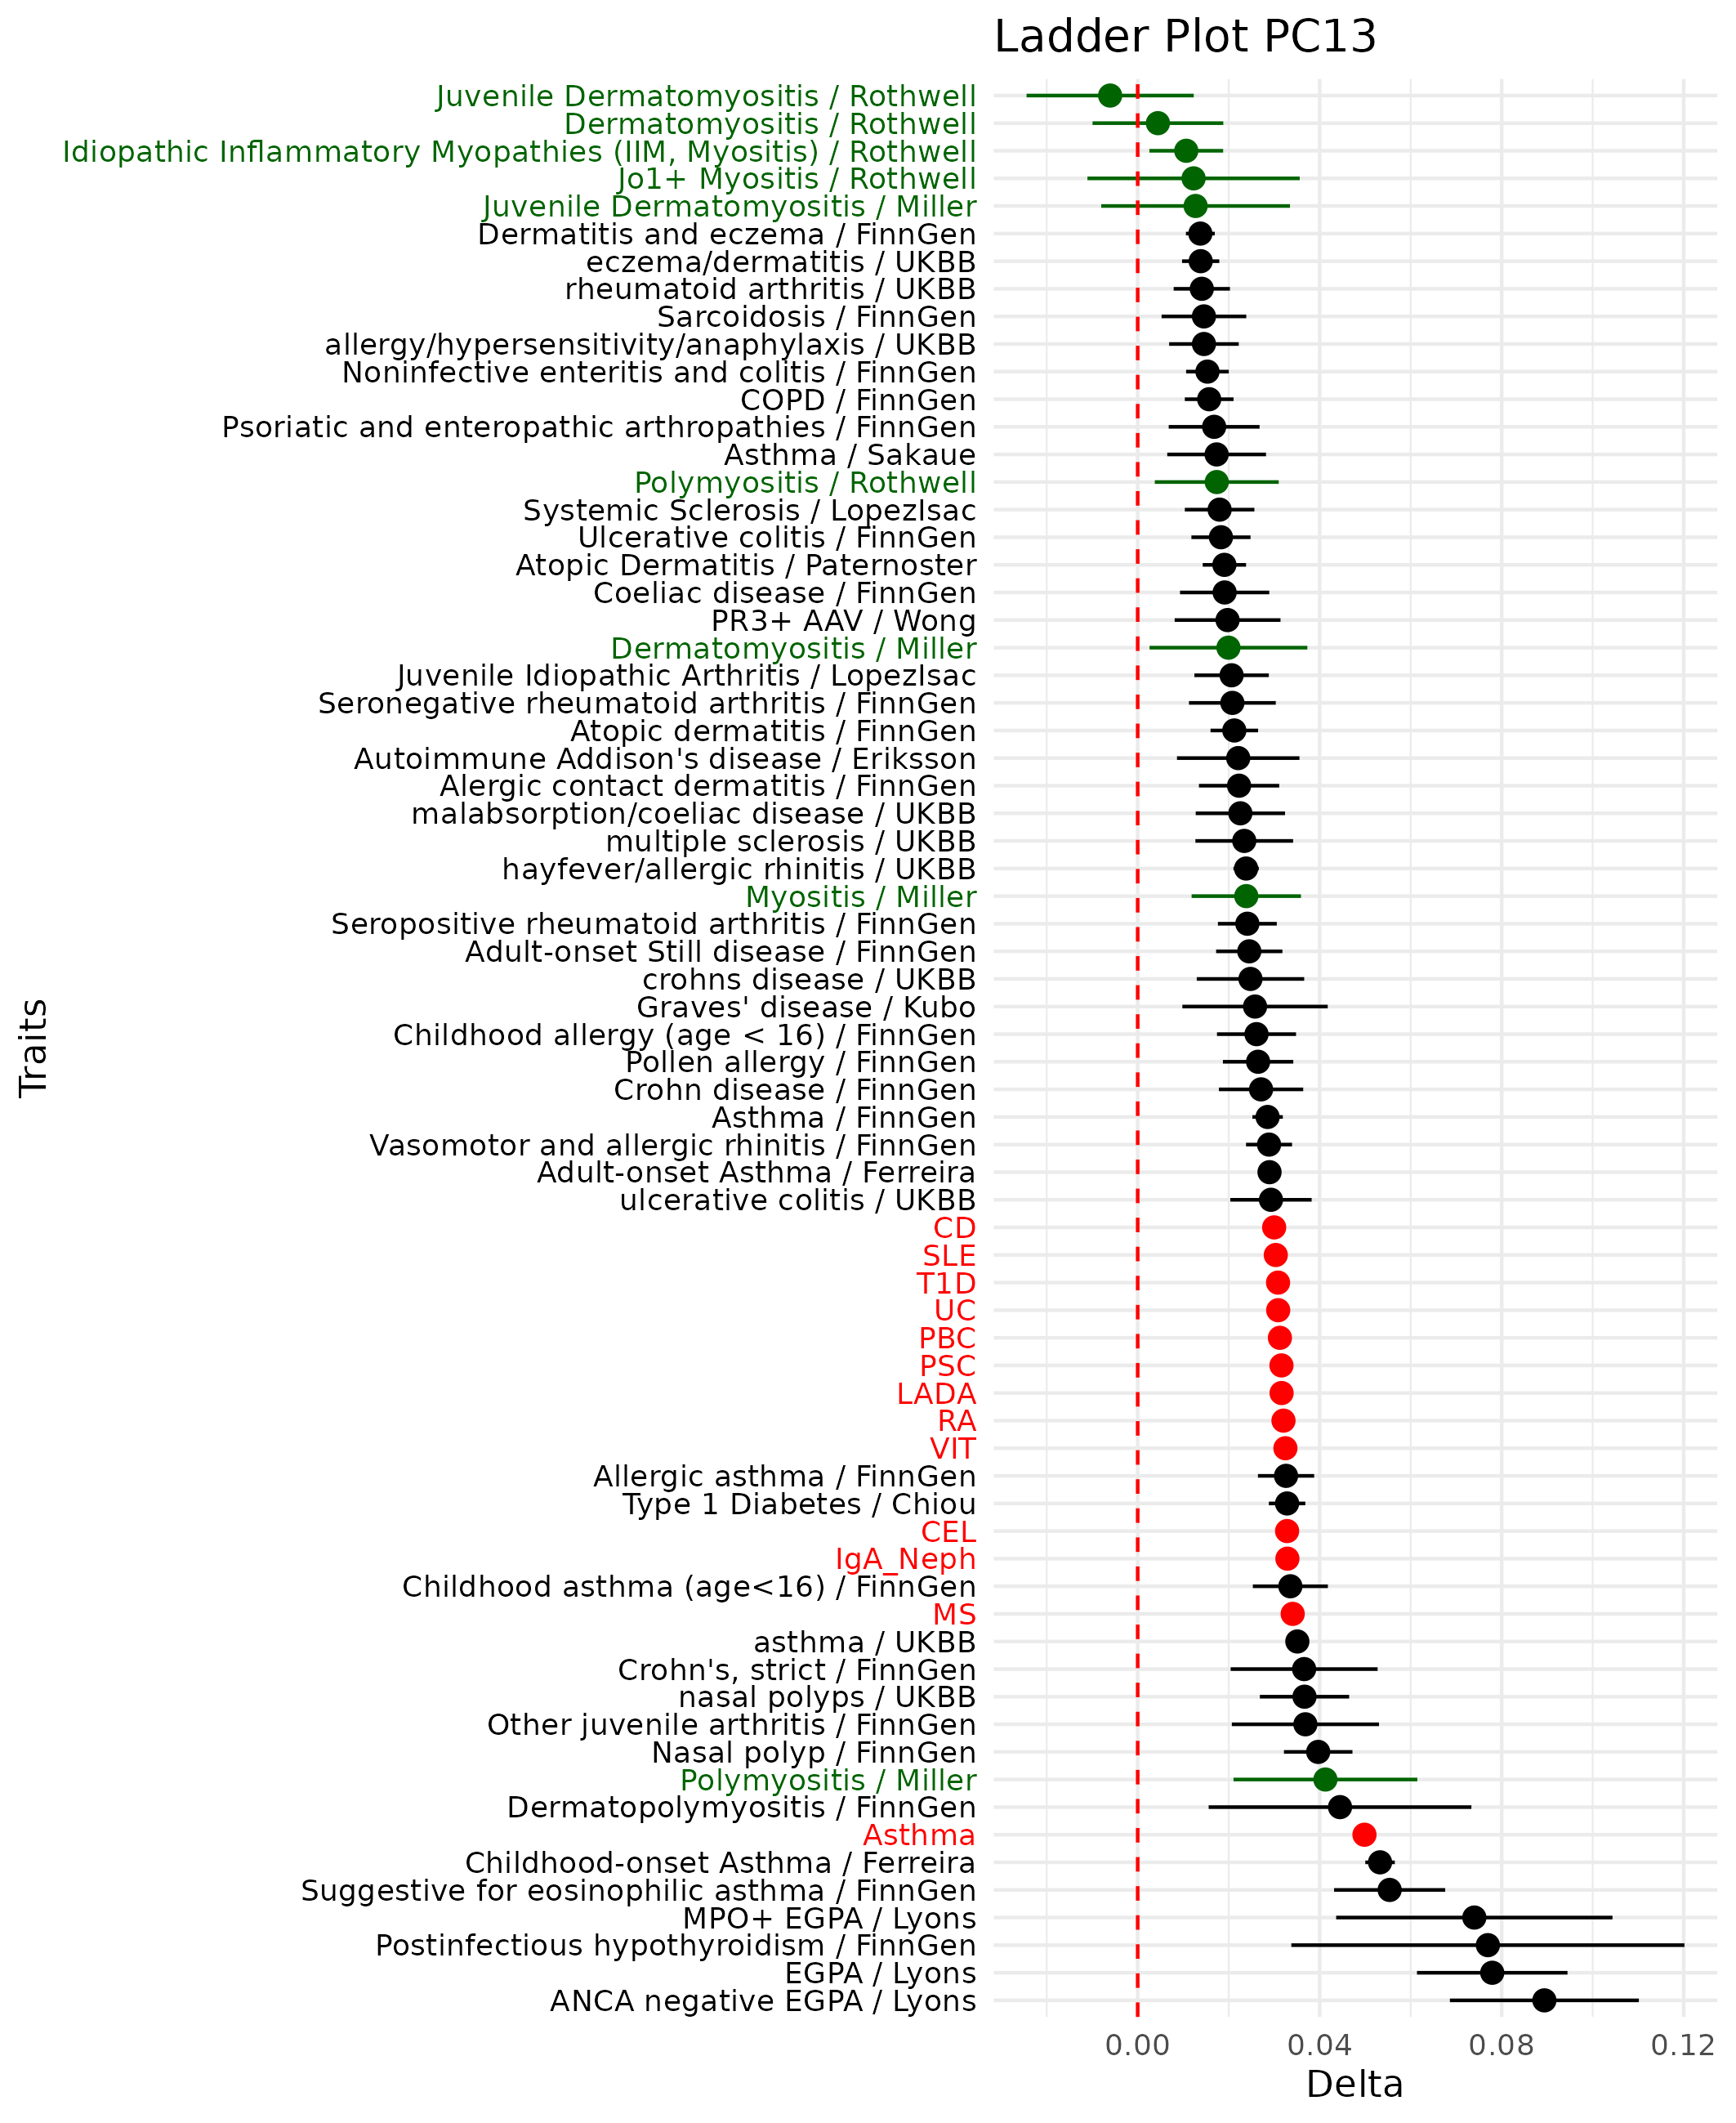 Ladder Plot PC13
Juvenile Dermatomyositis / Rothwell
Dermatomyositis / Rothwell
Idiopathic Inflammatory Myopathies (IIM, Myositis) / Rothwell
Jo1+ Myositis / Rothwell
Juvenile Dermatomyositis / Miller
Dermatitis and eczema / FinnGen
eczema/dermatitis / UKBB
rheumatoid arthritis / UKBB
Sarcoidosis / FinnGen
allergy/hypersensitivity/anaphylaxis / UKBB
Noninfective enteritis and colitis / FinnGen
COPD / FinnGen
Psoriatic and enteropathic arthropathies / FinnGen
Asthma / Sakaue
Polymyositis / Rothwell
Systemic Sclerosis / LopezIsac
Ulcerative colitis / FinnGen
Atopic Dermatitis / Paternoster
Coeliac disease / FinnGen
PR3+ AAV / Wong
Dermatomyositis / Miller
Juvenile Idiopathic Arthritis / LopezIsac
Seronegative rheumatoid arthritis / FinnGen
Atopic dermatitis / FinnGen
Autoimmune Addison's disease / Eriksson
Alergic contact dermatitis / FinnGen
malabsorption/coeliac disease / UKBB
multiple sclerosis / UKBB
hayfever/allergic rhinitis / UKBB
Myositis / Miller
Seropositive rheumatoid arthritis / FinnGen
Adult-onset Still disease / FinnGen
crohns disease / UKBB
Graves' disease / Kubo
Childhood allergy (age < 16) / FinnGen
Pollen allergy / FinnGen
Crohn disease / FinnGen
Asthma / FinnGen
Vasomotor and allergic rhinitis / FinnGen
Adult-onset Asthma / Ferreira
ulcerative colitis / UKBB
CD
SLE
T1D
UC
PBC
PSC
LADA
RA
VIT
Allergic asthma / FinnGen
Type 1 Diabetes / Chiou
CEL
IgA_Neph
Childhood asthma (age<16) / FinnGen
MS
asthma / UKBB
Crohn's, strict / FinnGen
nasal polyps / UKBB
Other juvenile arthritis / FinnGen
Nasal polyp / FinnGen
Polymyositis / Miller
Dermatopolymyositis / FinnGen
Asthma
Childhood-onset Asthma / Ferreira
Suggestive for eosinophilic asthma / FinnGen
MPO+ EGPA / Lyons
Postinfectious hypothyroidism / FinnGen
EGPA / Lyons
ANCA negative EGPA / Lyons
Traits
0.00 0.04 0.08 0.12
Delta